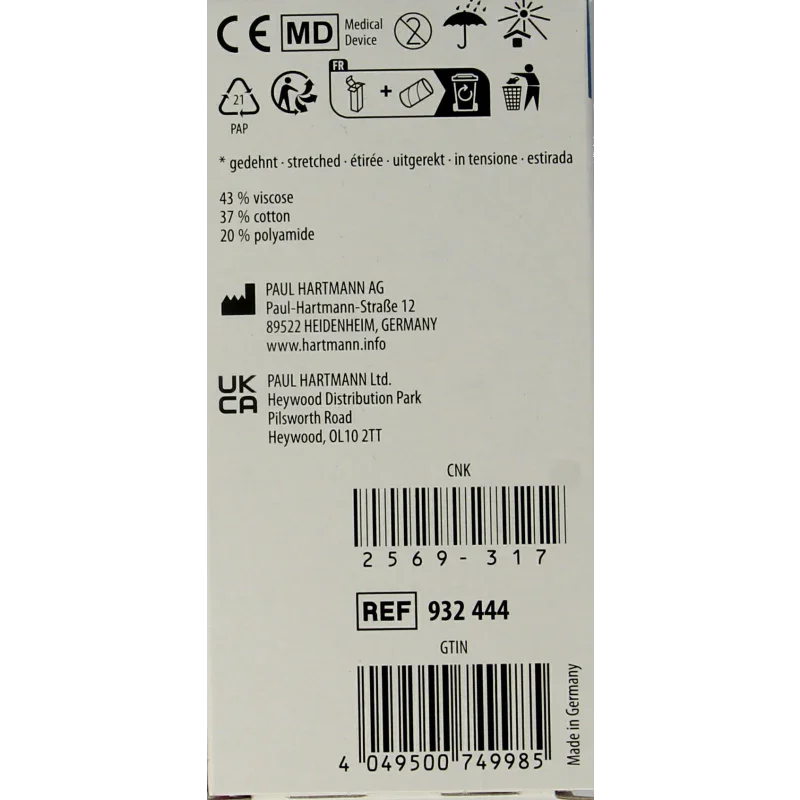 CE MD Medical
Device 2
FR
21
PAP
+
* gedehnt · stretched · étirée · uitgerekt · in tensione · estirada
43 % viscose
37 % cotton
20 % polyamide
PAUL HARTMANN AG
Paul-Hartmann-Straße 12
89522 HEIDENHEIM, GERMANY
www.hartmann.info
UK
CA
PAUL HARTMANN Ltd.
Heywood Distribution Park
Pilsworth Road
Heywood, OL10 2TT
CNK
2569-317
REF 932 444
GTIN
4 049500 749985
Made in Germany